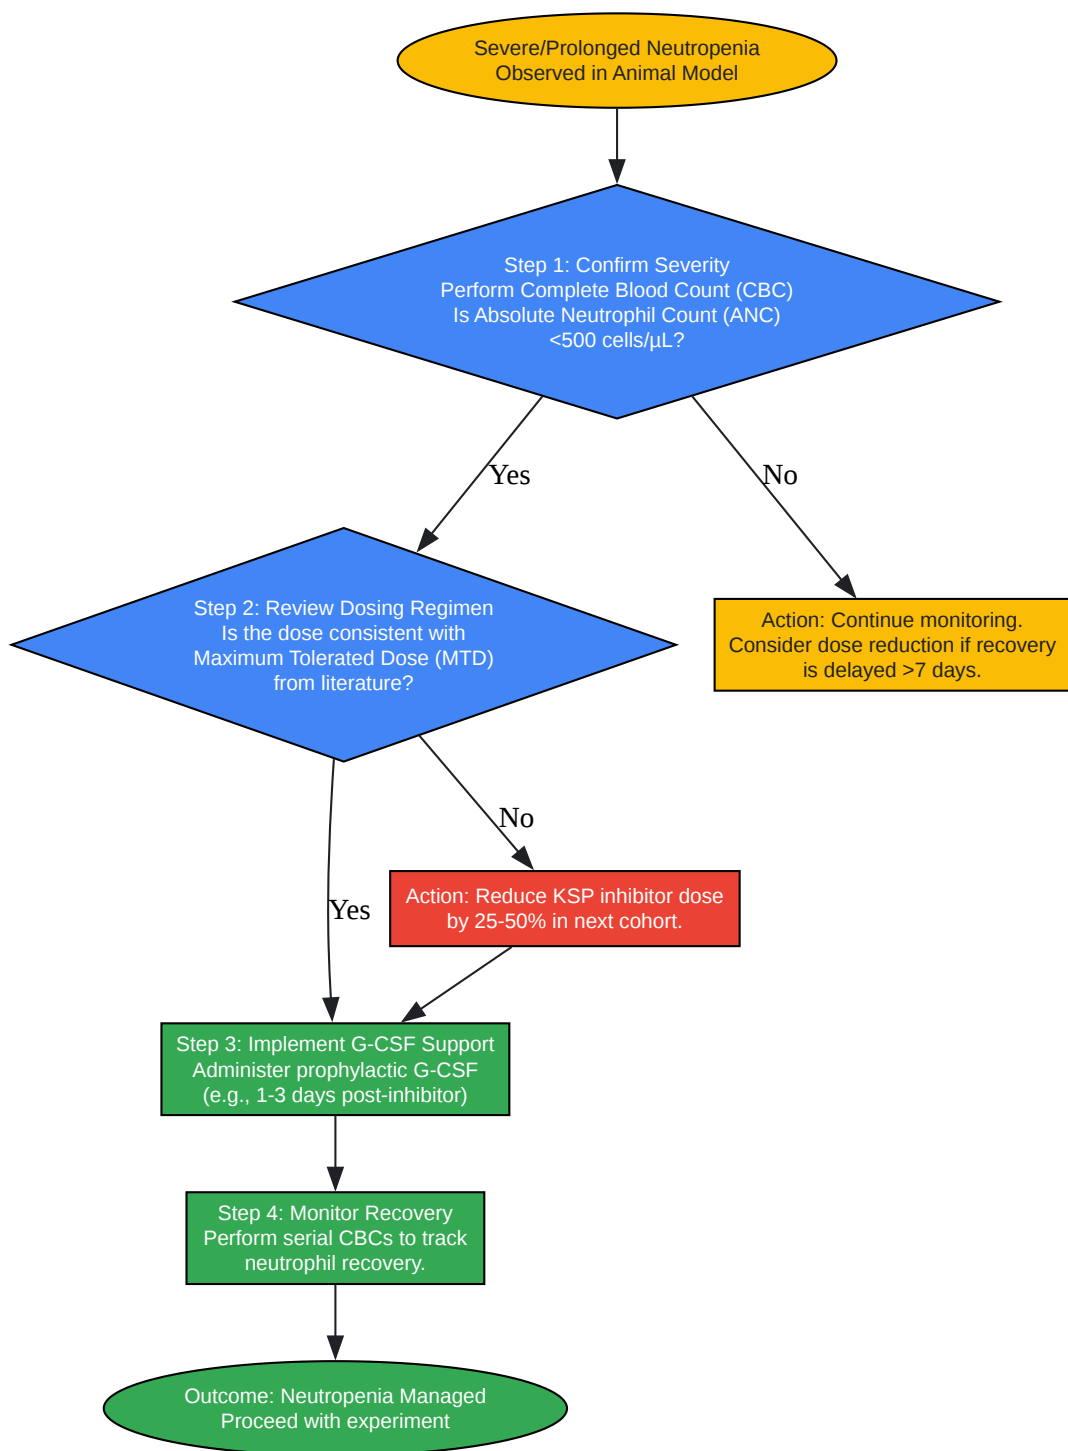 Severe/Prolonged Neutropenia
Observed in Animal Model
Step 1: Confirm Severity
Perform Complete Blood Count (CBC)
Is Absolute Neutrophil Count (ANC)
<500 cells/µL?
Yes
No
Step 2: Review Dosing Regimen
Is the dose consistent with
Maximum Tolerated Dose (MTD)
from literature?
Action: Continue monitoring.
Consider dose reduction if recovery
is delayed >7 days.
No
Action: Reduce KSP inhibitor dose
by 25-50% in next cohort.
Yes
Step 3: Implement G-CSF Support
Administer prophylactic G-CSF
(e.g., 1-3 days post-inhibitor)
Step 4: Monitor Recovery
Perform serial CBCs to track
neutrophil recovery.
Outcome: Neutropenia Managed
Proceed with experiment